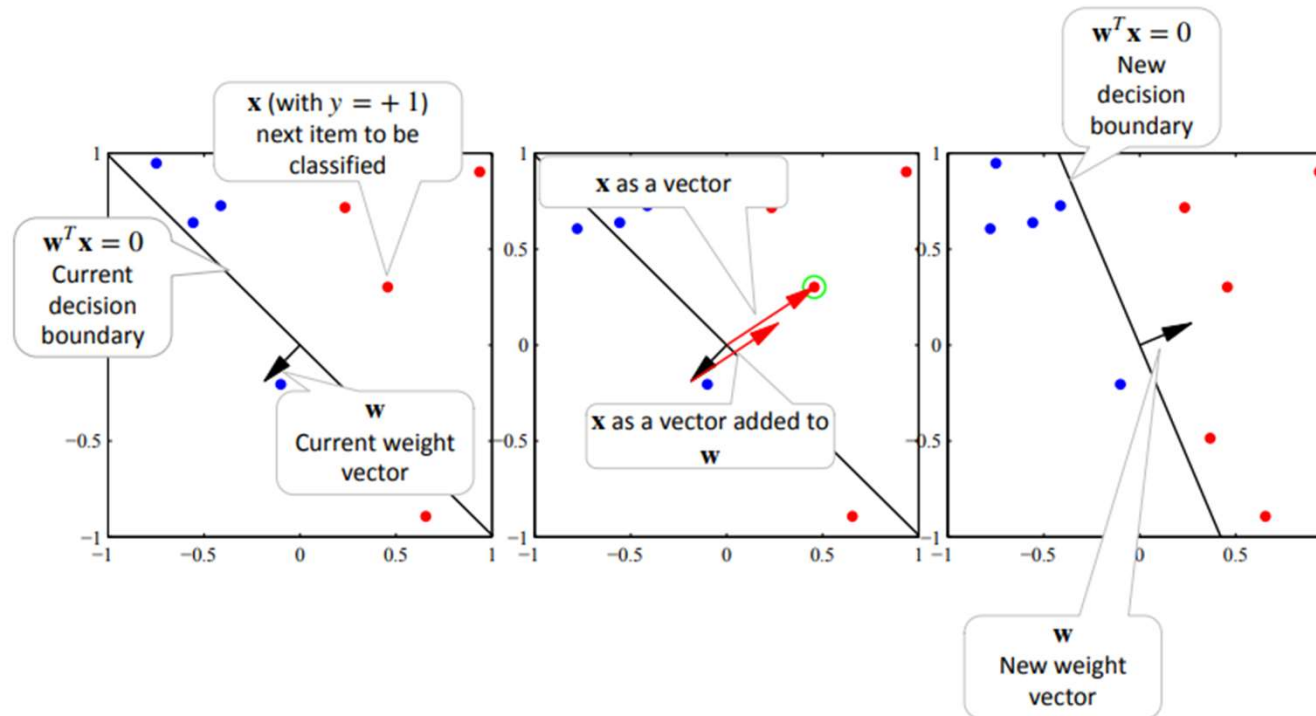 𝐰ᵀ𝐱 = 0
New
decision
boundary
𝐱 (with y = + 1)
next item to be
classified
𝐰ᵀ𝐱 = 0
Current
decision
boundary
𝐰
Current weight
vector
1
−0.5
−1
−1
−0.5
0
0.5
1
𝐱 as a vector
𝐱 as a vector added to
𝐰
1
0.5
0
−0.5
−1
−1
−0.5
0
0.5
1
1
0.5
0
−0.5
−1
−1
−0.5
0
0.5
𝐰
New weight
vector